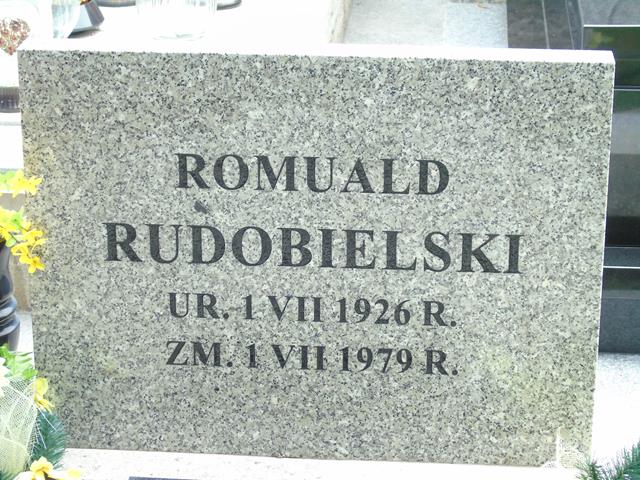 ROMUALD
RUDOBIELSKI
UR. 1 VII 1926 R.
ZM. 1 VII 1979 R.